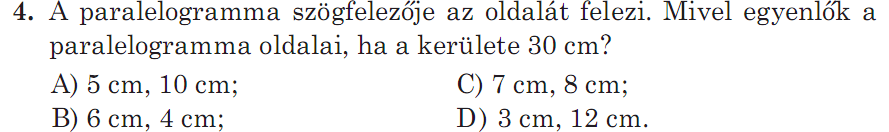 4. A paralelogramma szögfelezője az oldalát felezi. Mivel egyenlők a
paralelogramma oldalai, ha a kerülete 30 cm?
A) 5 cm, 10 cm; C) 7 cm, 8 cm;
B) 6 cm, 4 cm; D) 3 cm, 12 cm.